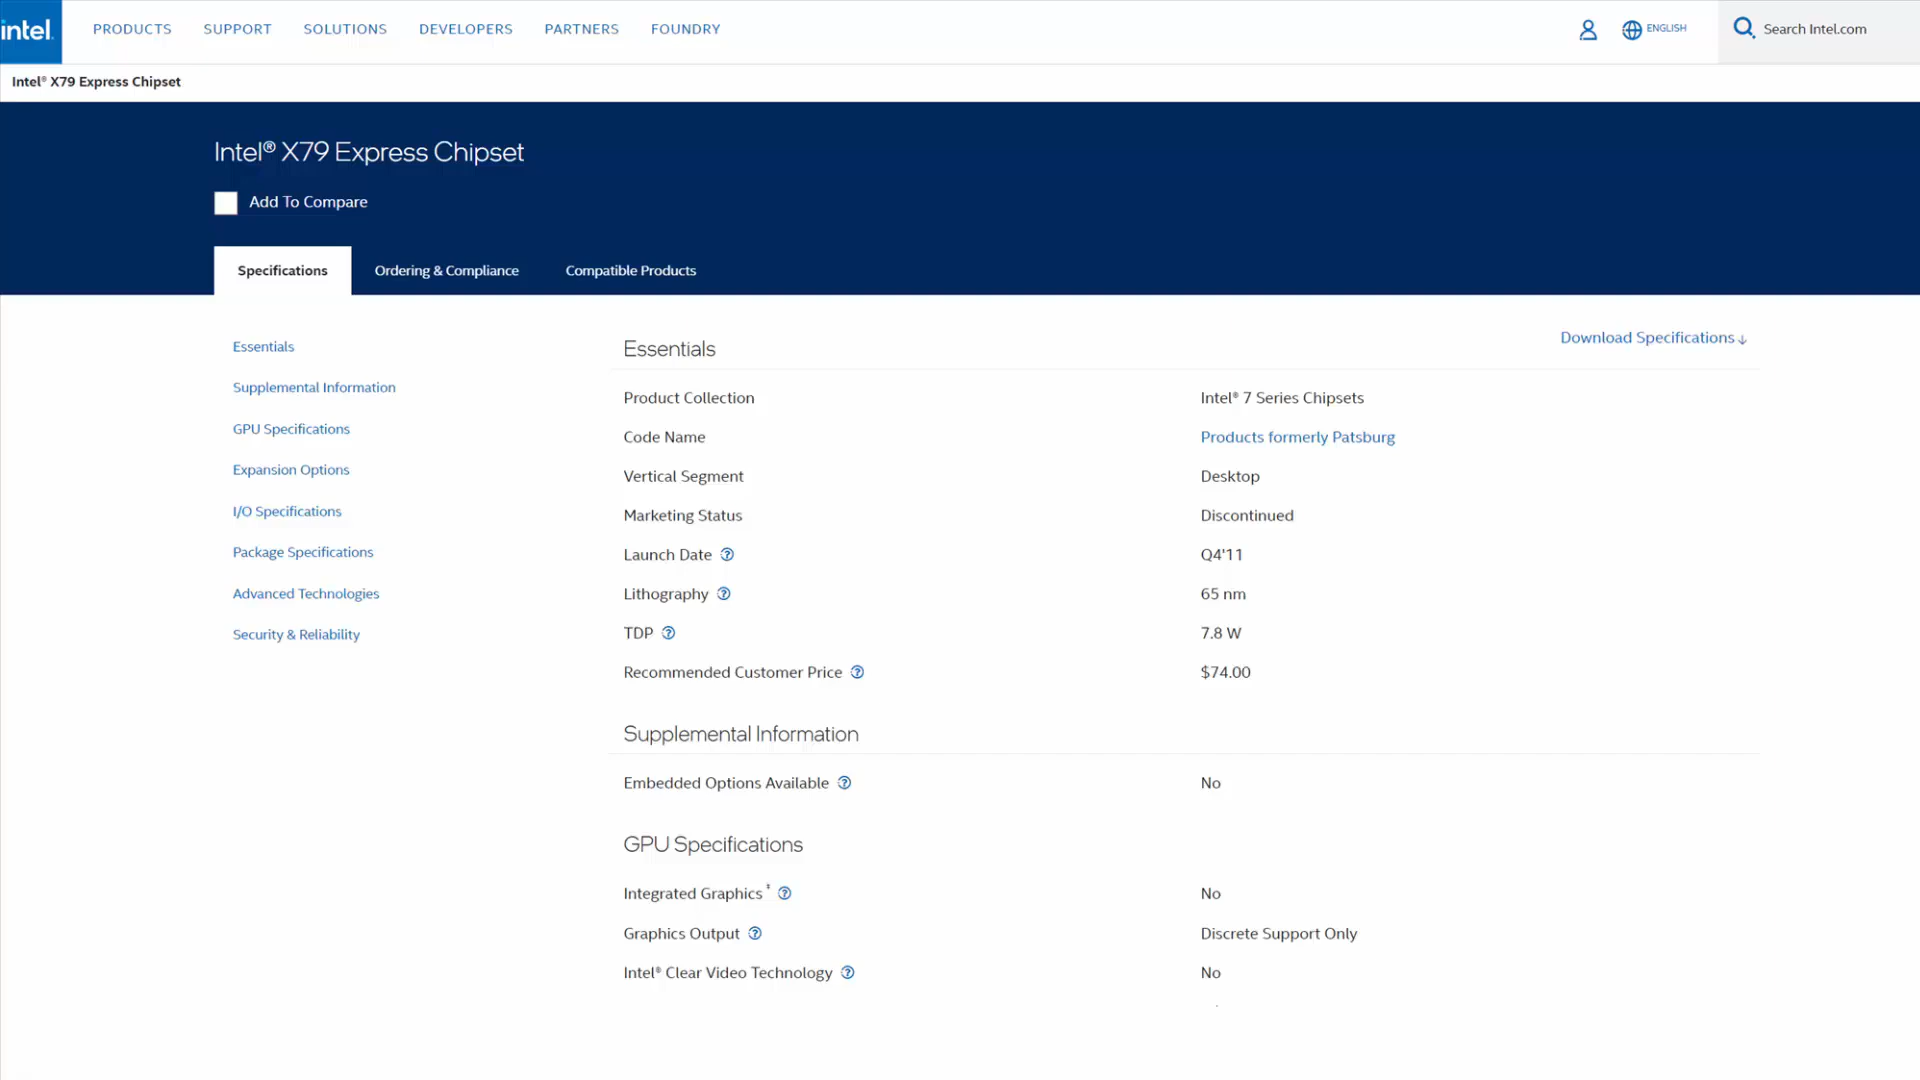 intel.
PRODUCTS SUPPORT SOLUTIONS DEVELOPERS PARTNERS FOUNDRY ENGLISH Search Intel.com
Intel® X79 Express Chipset
Intel® X79 Express Chipset
Add To Compare
Specifications Ordering & Compliance Compatible Products
Download Specifications↓
Essentials
Supplemental Information
GPU Specifications
Expansion Options
I/O Specifications
Package Specifications
Advanced Technologies
Security & Reliability
Essentials
Product Collection Intel® 7 Series Chipsets
Code Name Products formerly Patsburg
Vertical Segment Desktop
Marketing Status Discontinued
Launch Date ? Q4'11
Lithography ? 65 nm
TDP ? 7.8 W
Recommended Customer Price ? $74.00
Supplemental Information
Embedded Options Available ? No
GPU Specifications
Integrated Graphics ‡ ? No
Graphics Output ? Discrete Support Only
Intel® Clear Video Technology ? No